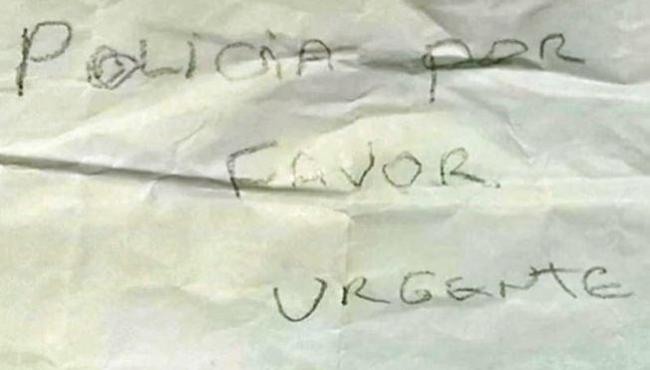 POLICIA POR
FAVOR.
URGENTE